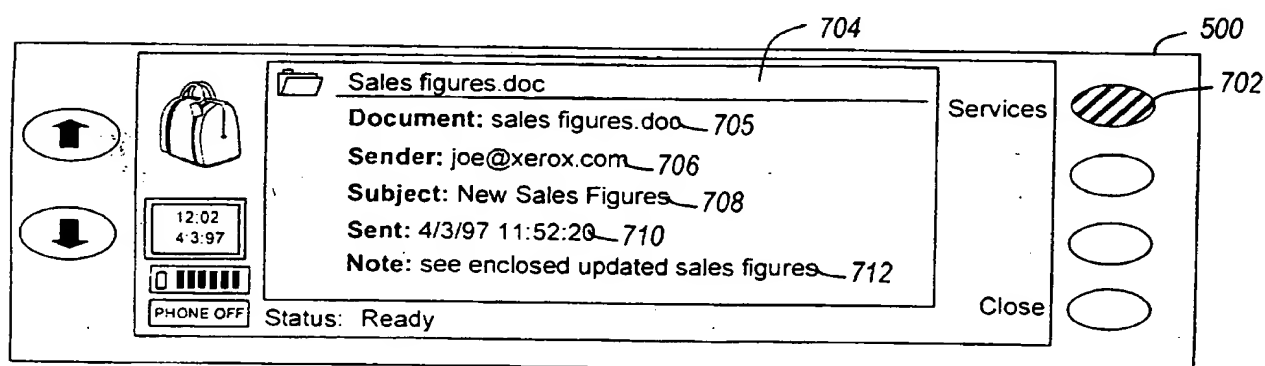 704
500
702
Sales figures.doc
Services
Document: sales figures.doc 705
Sender: joe@xerox.com 706
Subject: New Sales Figures 708
12:02
4:3:97
Sent: 4/3/97 11:52:20 710
Note: see enclosed updated sales figures 712
Close
PHONE OFF
Status: Ready